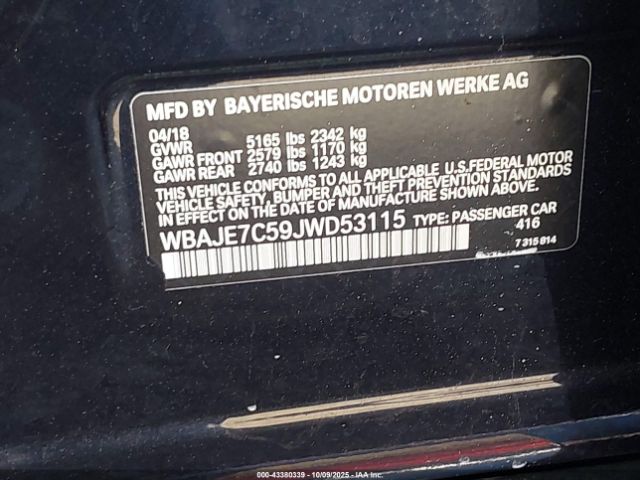 MFD BY BAYERISCHE MOTOREN WERKE AG
04/18
GVWR 5165 lbs 2342 kg
GAWR FRONT 2579 lbs 1170 kg
GAWR REAR 2740 lbs 1243 kg
THIS VEHICLE CONFORMS TO ALL APPLICABLE U.S.FEDERAL MOTOR
VEHICLE SAFETY, BUMPER AND THEFT PREVENTION STANDARDS
IN EFFECT ON THE DATE OF MANUFACTURE SHOWN ABOVE.
WBAJE7C59JWD53115 TYPE: PASSENGER CAR
416
7 315 814
000-43380339 - 10/09/2025 - IAAI.COM